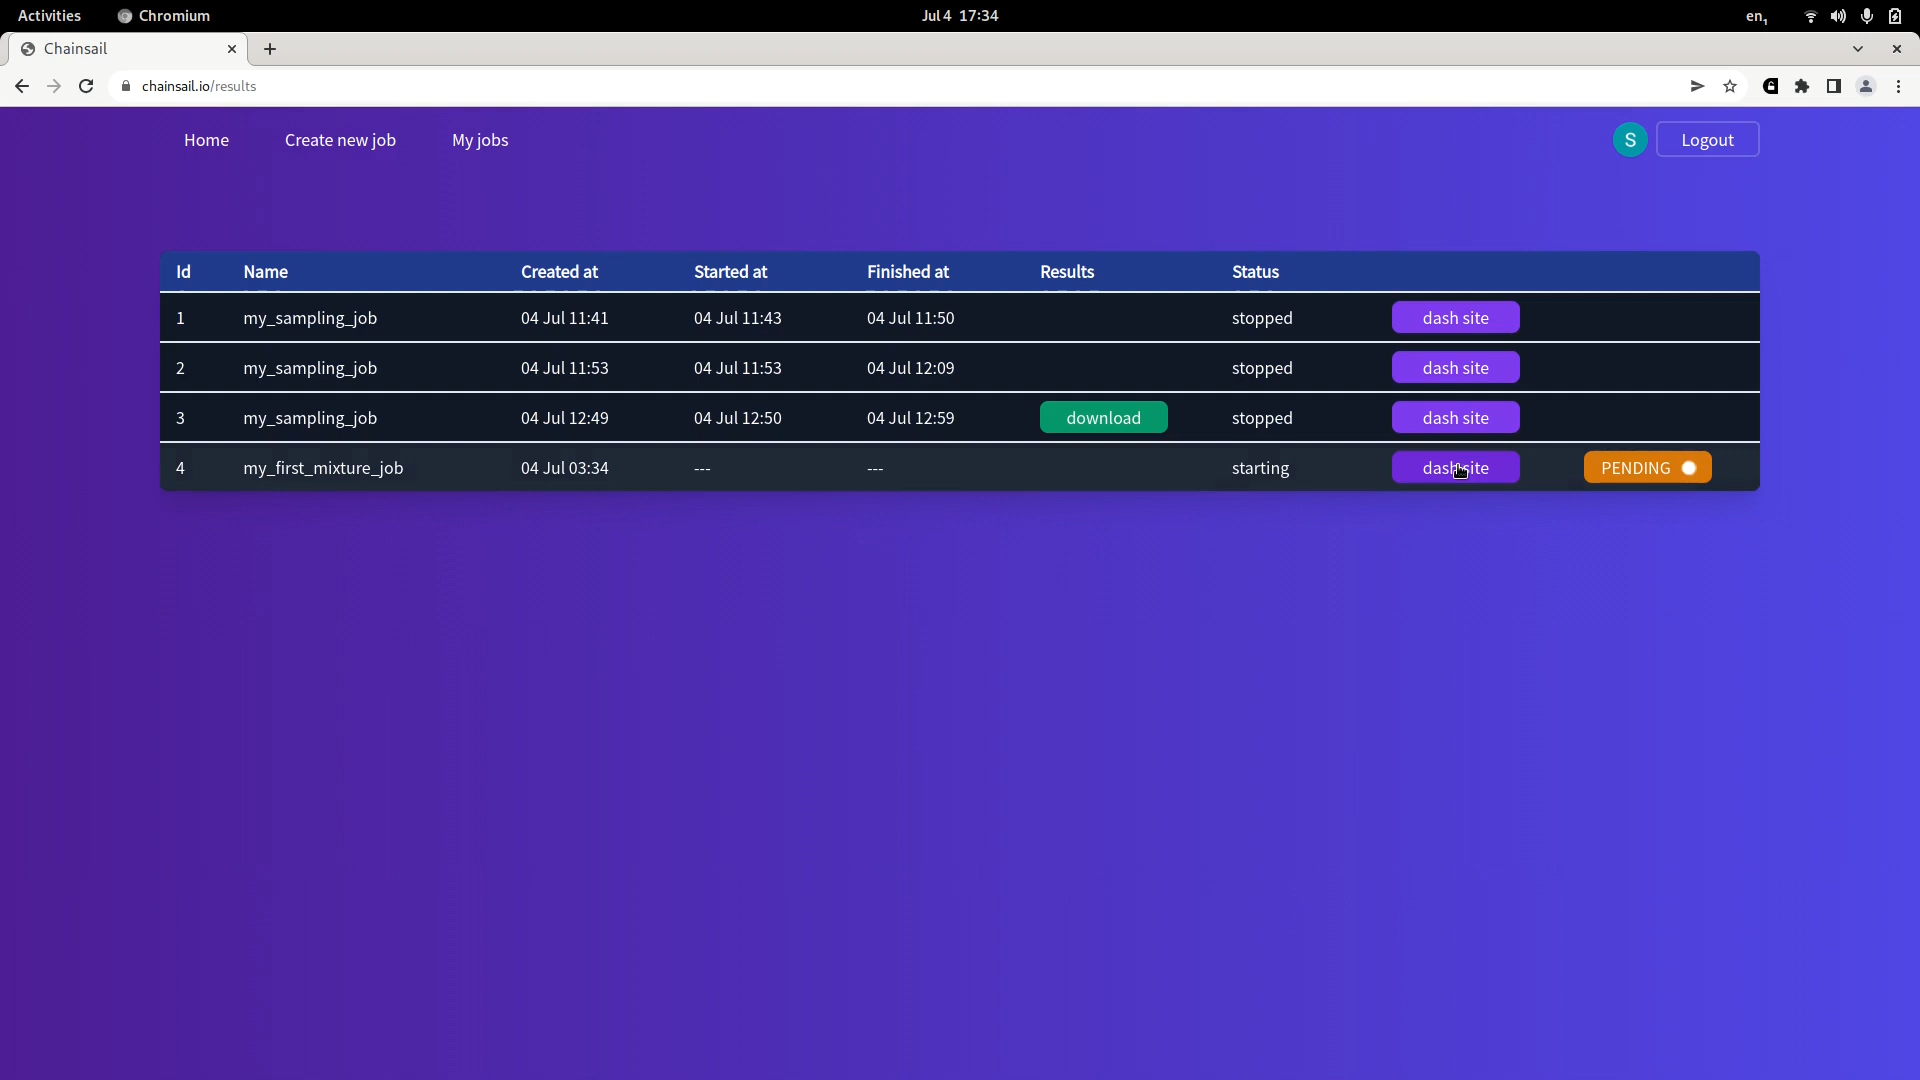 Activities Chromium Jul 4 17:34 en1
Chainsail
chainsail.io/results
Home Create new job My jobs S Logout
Id Name Created at Started at Finished at Results Status
1 my_sampling_job 04 Jul 11:41 04 Jul 11:43 04 Jul 11:50 stopped dash site
2 my_sampling_job 04 Jul 11:53 04 Jul 11:53 04 Jul 12:09 stopped dash site
3 my_sampling_job 04 Jul 12:49 04 Jul 12:50 04 Jul 12:59 download stopped dash site
4 my_first_mixture_job 04 Jul 03:34 --- --- starting dash site PENDING